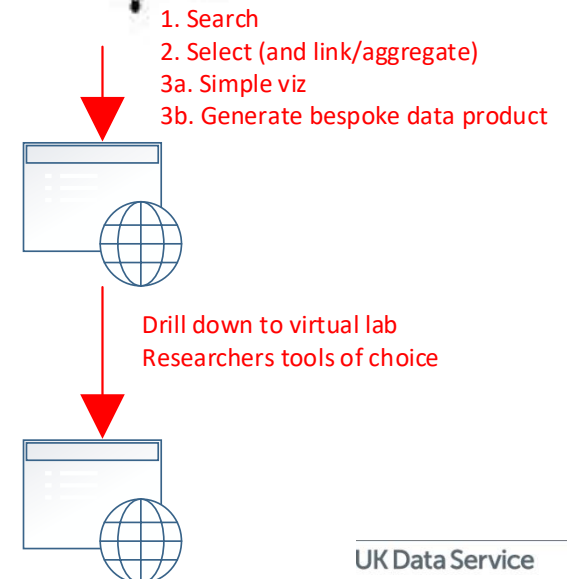 1. Search
2. Select (and link/aggregate)
3a. Simple viz
3b. Generate bespoke data product
Drill down to virtual lab
Researchers tools of choice
UK Data Service